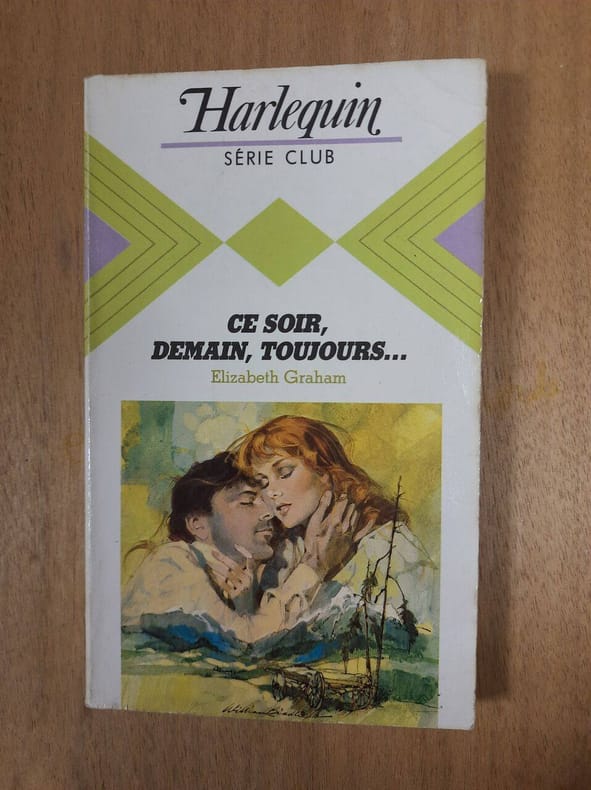 Harlequin
SÉRIE CLUB
CE SOIR,
DEMAIN, TOUJOURS...
Elizabeth Graham